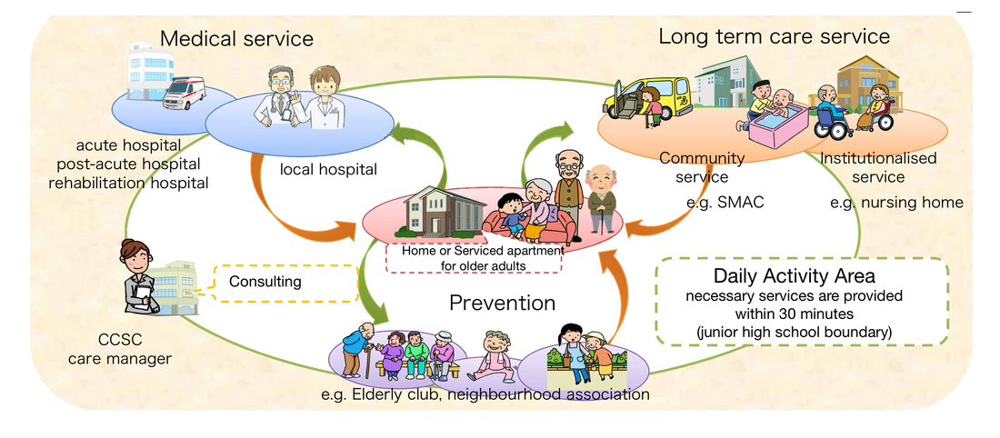 Medical service
Long term care service
acute hospital
post-acute hospital
rehabilitation hospital
local hospital
Community
service
e.g. SMAC
Institutionalised
service
e.g. nursing home
Home or Serviced apartment
for older adults
Consulting
CCSC
care manager
Prevention
e.g. Elderly club, neighbourhood association
Daily Activity Area
necessary services are provided
within 30 minutes
(junior high school boundary)